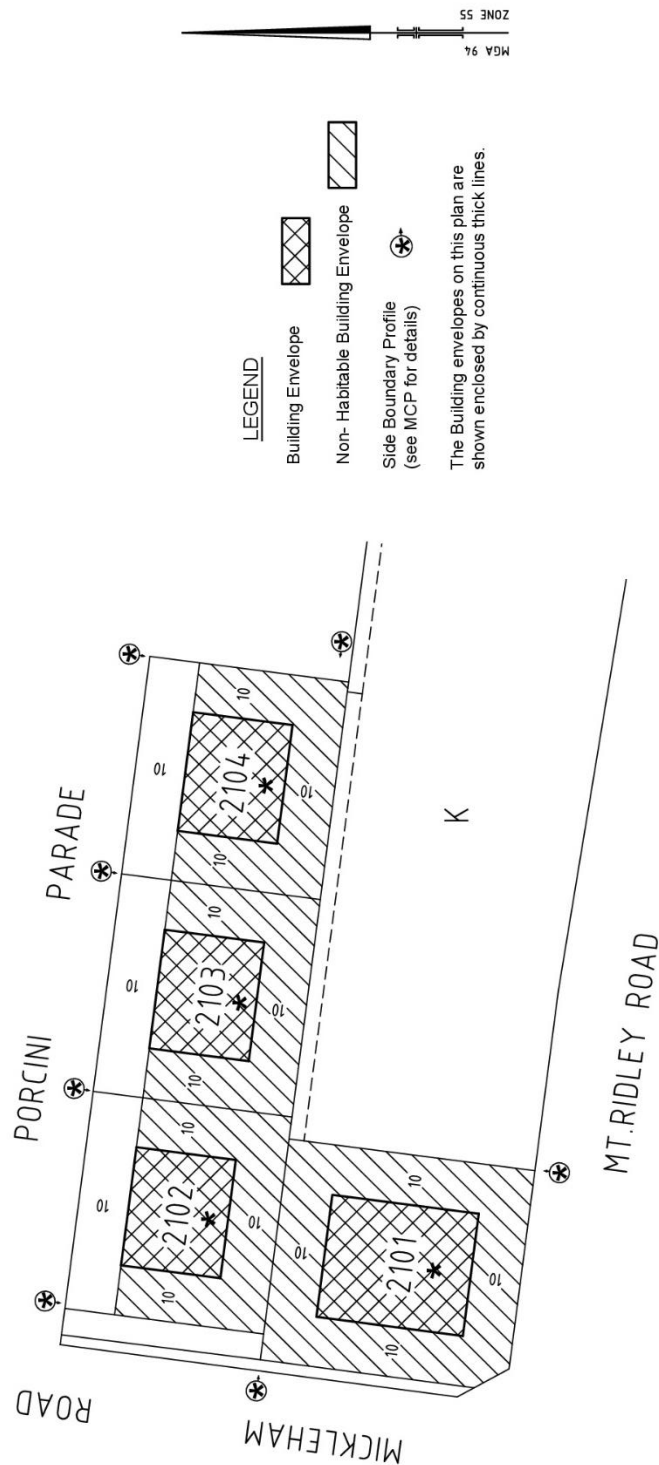 MGA 94
ZONE 55
LEGEND
Building Envelope
Non- Habitable Building Envelope
Side Boundary Profile
(see MCP for details)
The Building envelopes on this plan are
shown enclosed by continuous thick lines.
PORCINI PARADE
10
10
10
2102
2103
2104
10
10
10
10
10
10
10
10
10
MICKLEHAM ROAD
10
10
2101
10
10
K
MT.RIDLEY ROAD